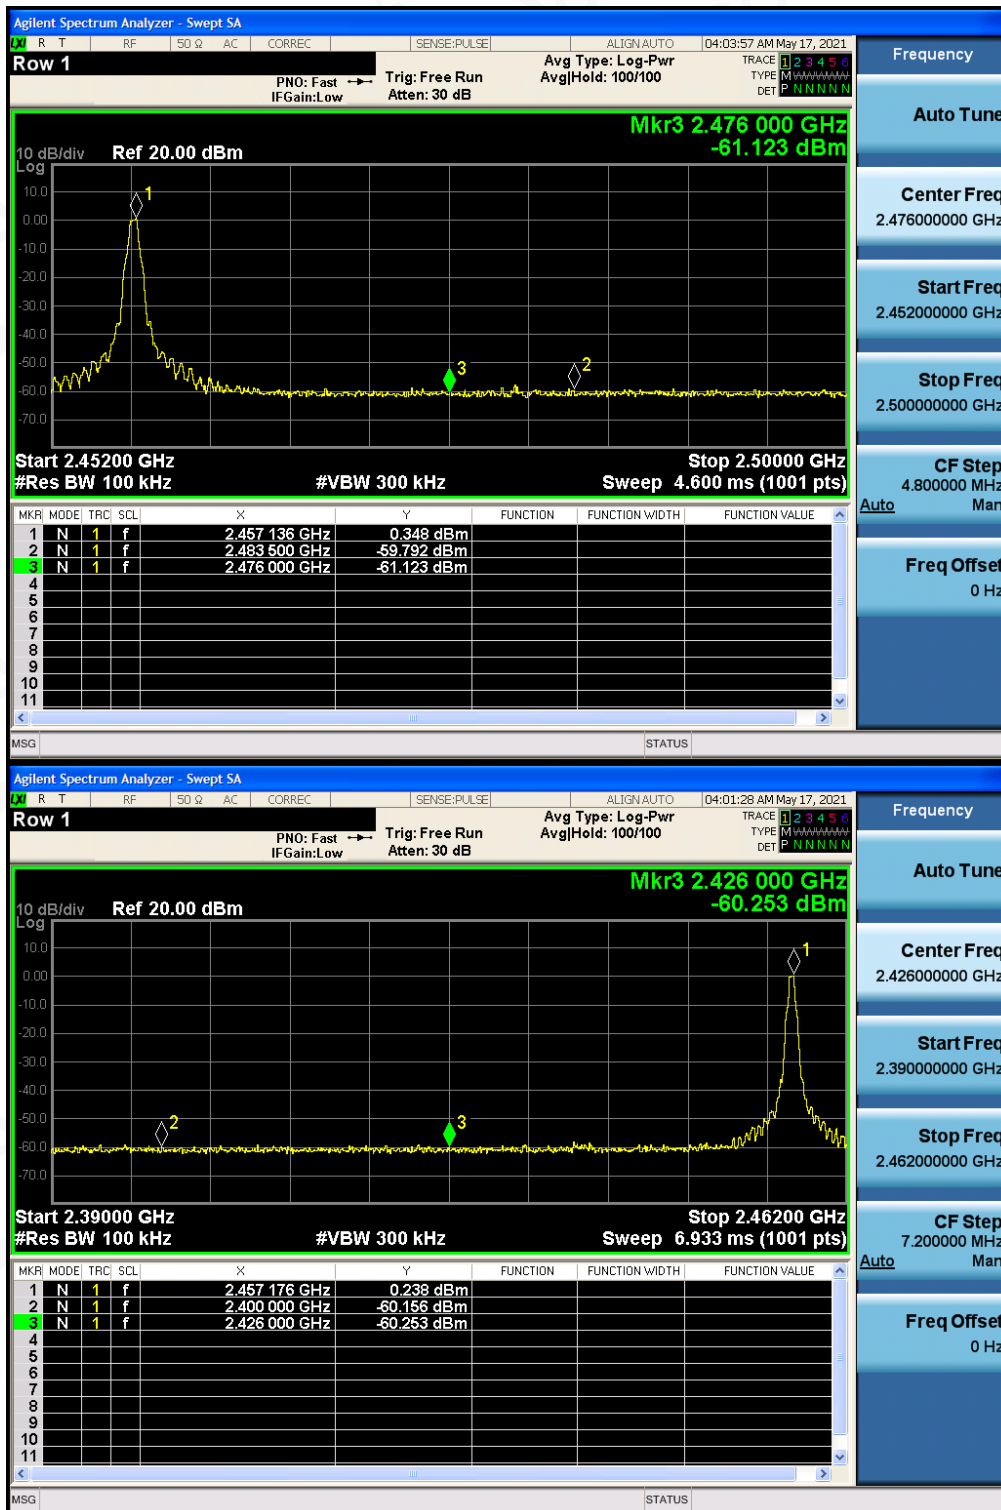 Agilent Spectrum Analyzer - Swept SA
LXI R T RF 50 Ω AC CORREC SENSE:PULSE ALIGN AUTO 04:03:57 AM May 17, 2021
Row 1 Avg Type: Log-Pwr TRACE 1 2 3 4 5 6
PNO: Fast Trig: Free Run Avg|Hold: 100/100 TYPE M
IFGain:Low Atten: 30 dB DET P N N N N N
Frequency
Auto Tune
Mkr3 2.476 000 GHz
-61.123 dBm
10 dB/div Ref 20.00 dBm
Log
10.0
0.00
-10.0
-20.0
-30.0
-40.0
-50.0
-60.0
-70.0
1
3
2
Center Freq
2.476000000 GHz
Start Freq
2.452000000 GHz
Stop Freq
2.500000000 GHz
CF Step
4.800000 MHz
Auto Man
Freq Offset
0 Hz
Start 2.45200 GHz Stop 2.50000 GHz
#Res BW 100 kHz #VBW 300 kHz Sweep 4.600 ms (1001 pts)
MKR MODE TRC SCL X Y FUNCTION FUNCTION WIDTH FUNCTION VALUE
1 N 1 f 2.457 136 GHz 0.348 dBm
2 N 1 f 2.483 500 GHz -59.792 dBm
3 N 1 f 2.476 000 GHz -61.123 dBm
4
5
6
7
8
9
10
11
MSG STATUS
Agilent Spectrum Analyzer - Swept SA
LXI R T RF 50 Ω AC CORREC SENSE:PULSE ALIGN AUTO 04:01:28 AM May 17, 2021
Row 1 Avg Type: Log-Pwr TRACE 1 2 3 4 5 6
PNO: Fast Trig: Free Run Avg|Hold: 100/100 TYPE M
IFGain:Low Atten: 30 dB DET P N N N N N
Frequency
Auto Tune
Mkr3 2.426 000 GHz
-60.253 dBm
10 dB/div Ref 20.00 dBm
Log
10.0
0.00
-10.0
-20.0
-30.0
-40.0
-50.0
-60.0
-70.0
1
2
3
Center Freq
2.426000000 GHz
Start Freq
2.390000000 GHz
Stop Freq
2.462000000 GHz
CF Step
7.200000 MHz
Auto Man
Freq Offset
0 Hz
Start 2.39000 GHz Stop 2.46200 GHz
#Res BW 100 kHz #VBW 300 kHz Sweep 6.933 ms (1001 pts)
MKR MODE TRC SCL X Y FUNCTION FUNCTION WIDTH FUNCTION VALUE
1 N 1 f 2.457 176 GHz 0.238 dBm
2 N 1 f 2.400 000 GHz -60.156 dBm
3 N 1 f 2.426 000 GHz -60.253 dBm
4
5
6
7
8
9
10
11
MSG STATUS